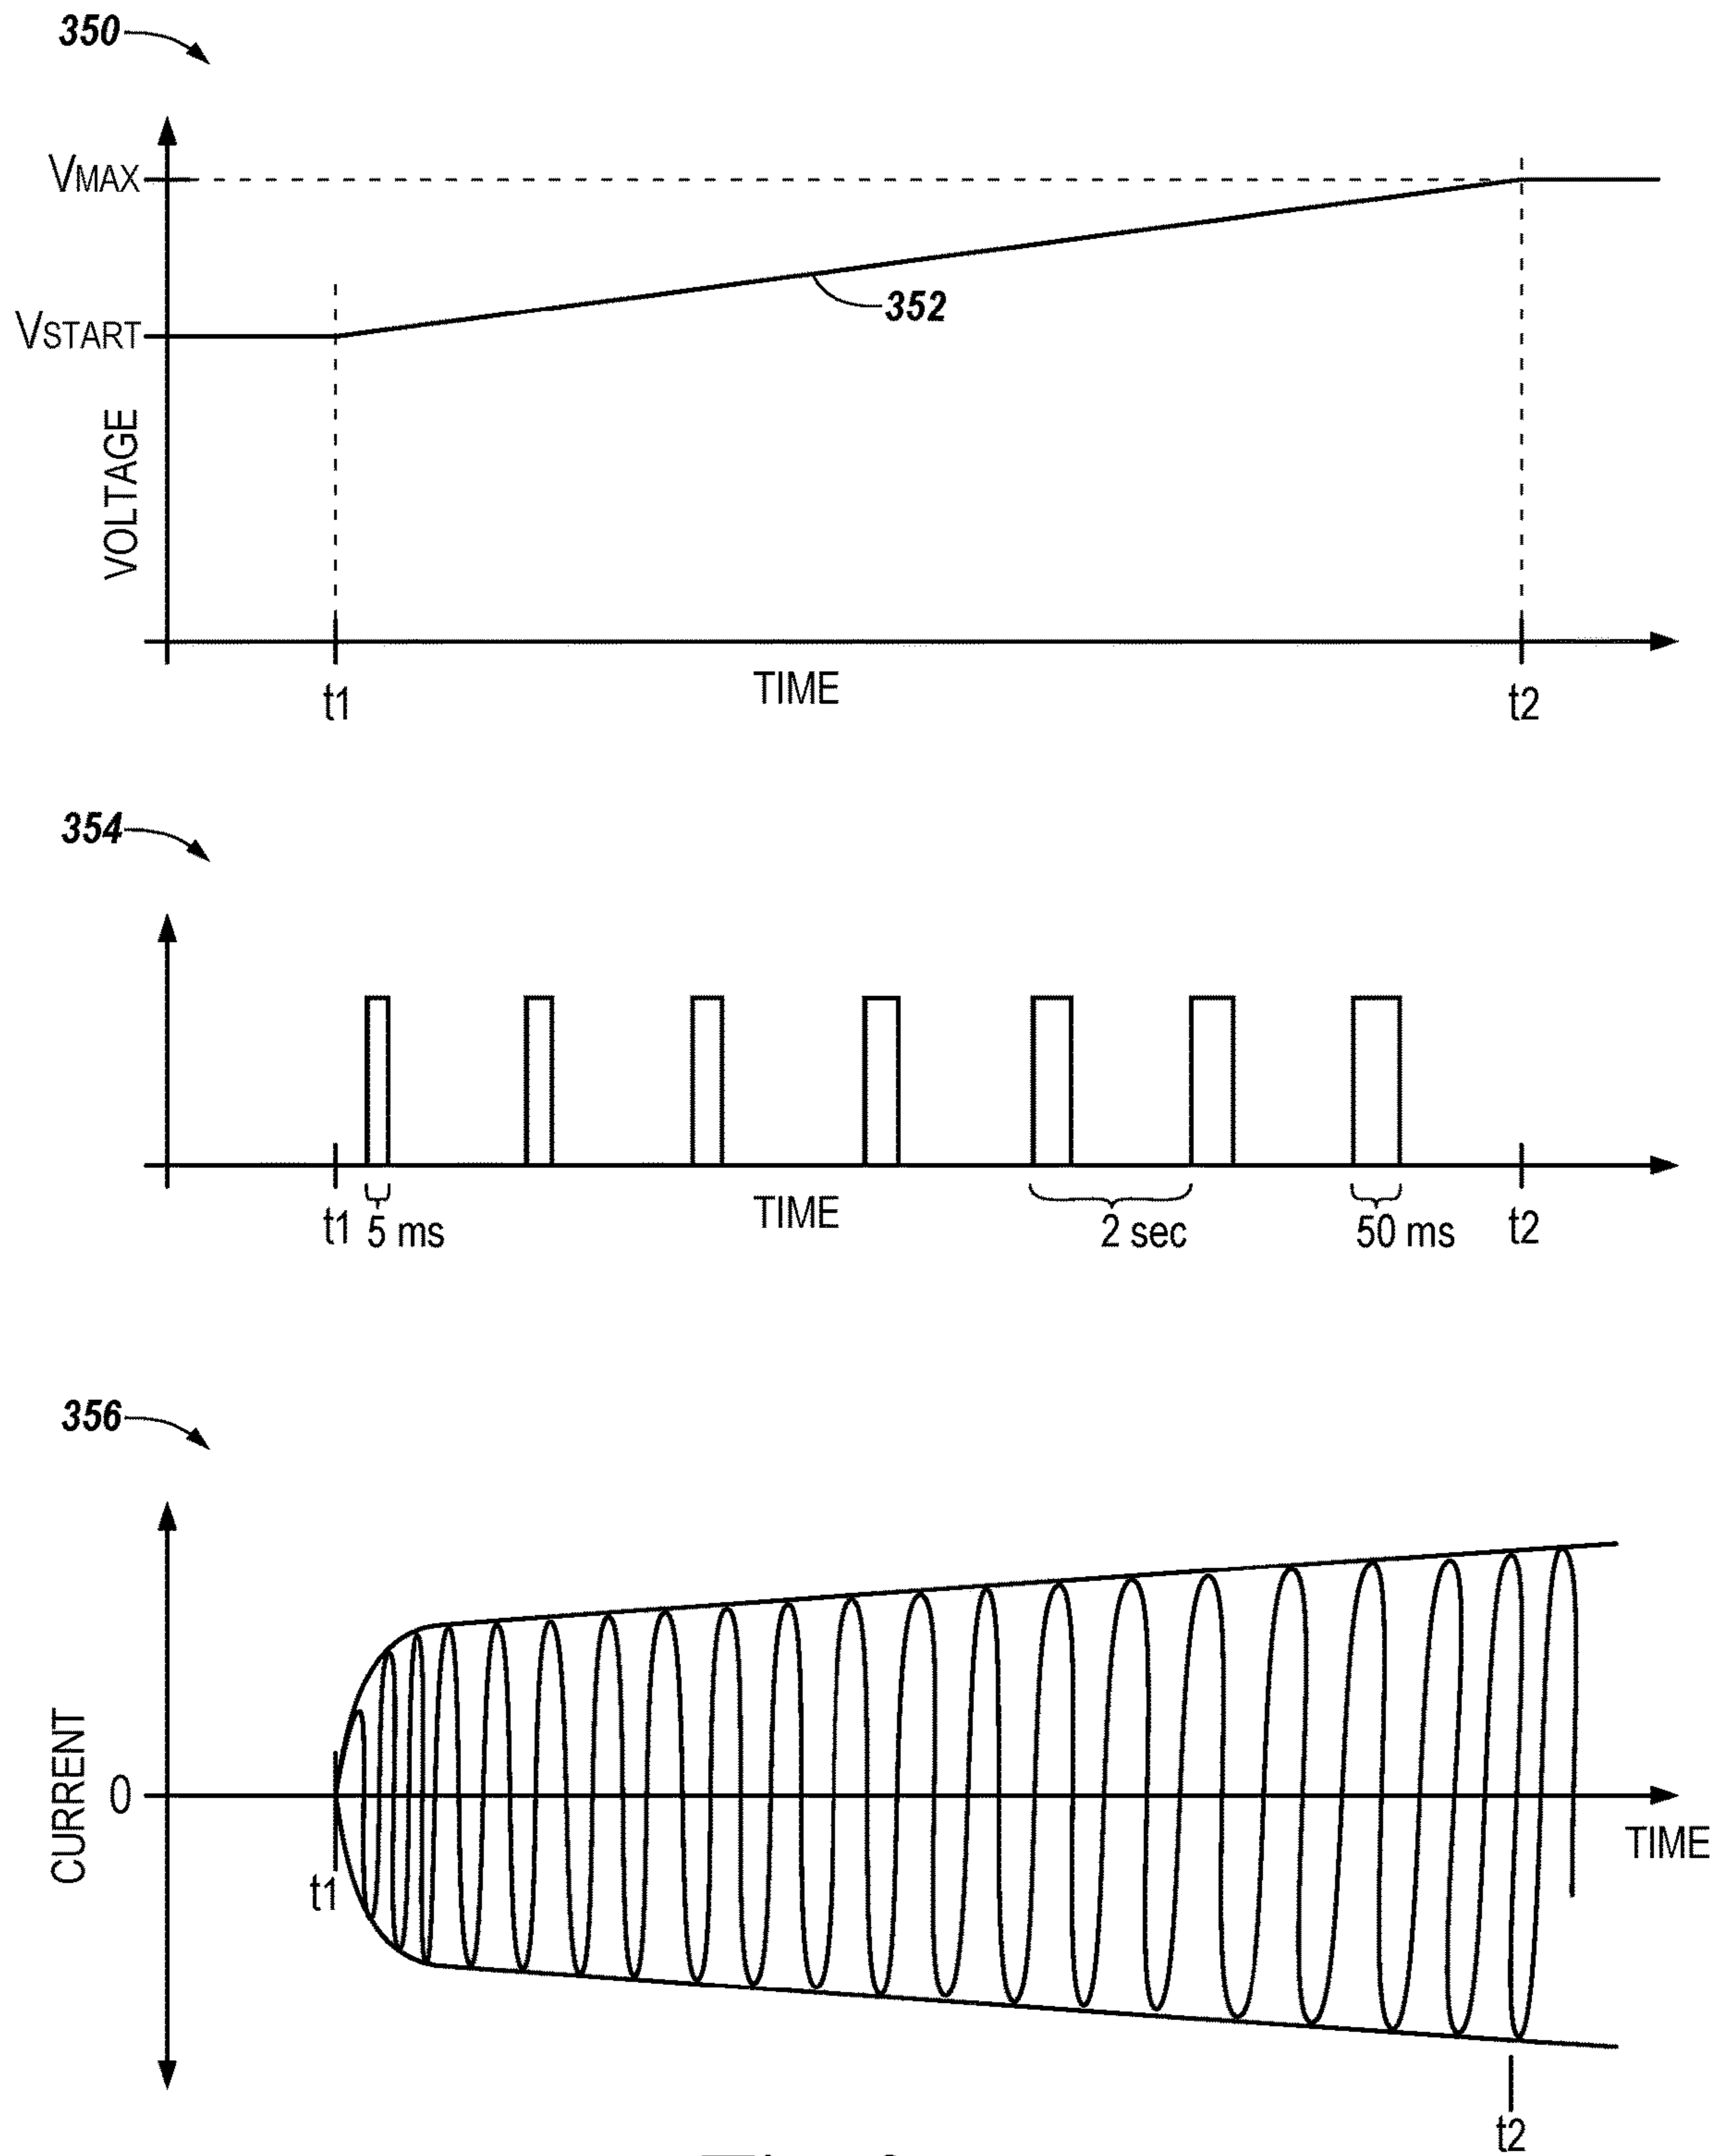 350
VMAX
VSTART
352
VOLTAGE
t1
TIME
t2
354
t1
5 ms
TIME
2 sec
50 ms
t2
356
CURRENT
0
TIME
t1
t2